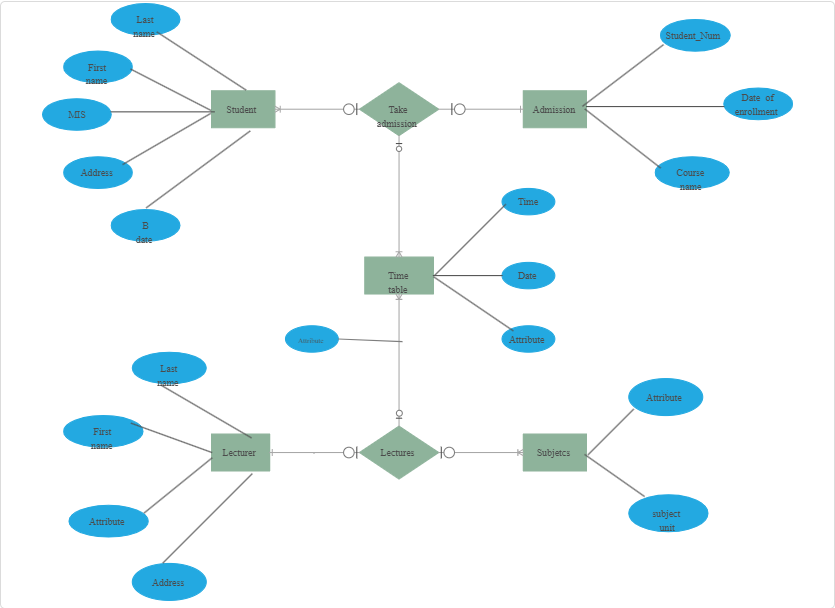 Last
name
Student_Num
First
name
Date of
enrollment
Student
Take
admission
Admission
MIS
Address
Course
name
Time
B
date
Time
table
Date
Attribute
Attribute
Last
name
Attribute
First
name
Lecturer
Lectures
Subjetcs
Attribute
subject
unit
Address